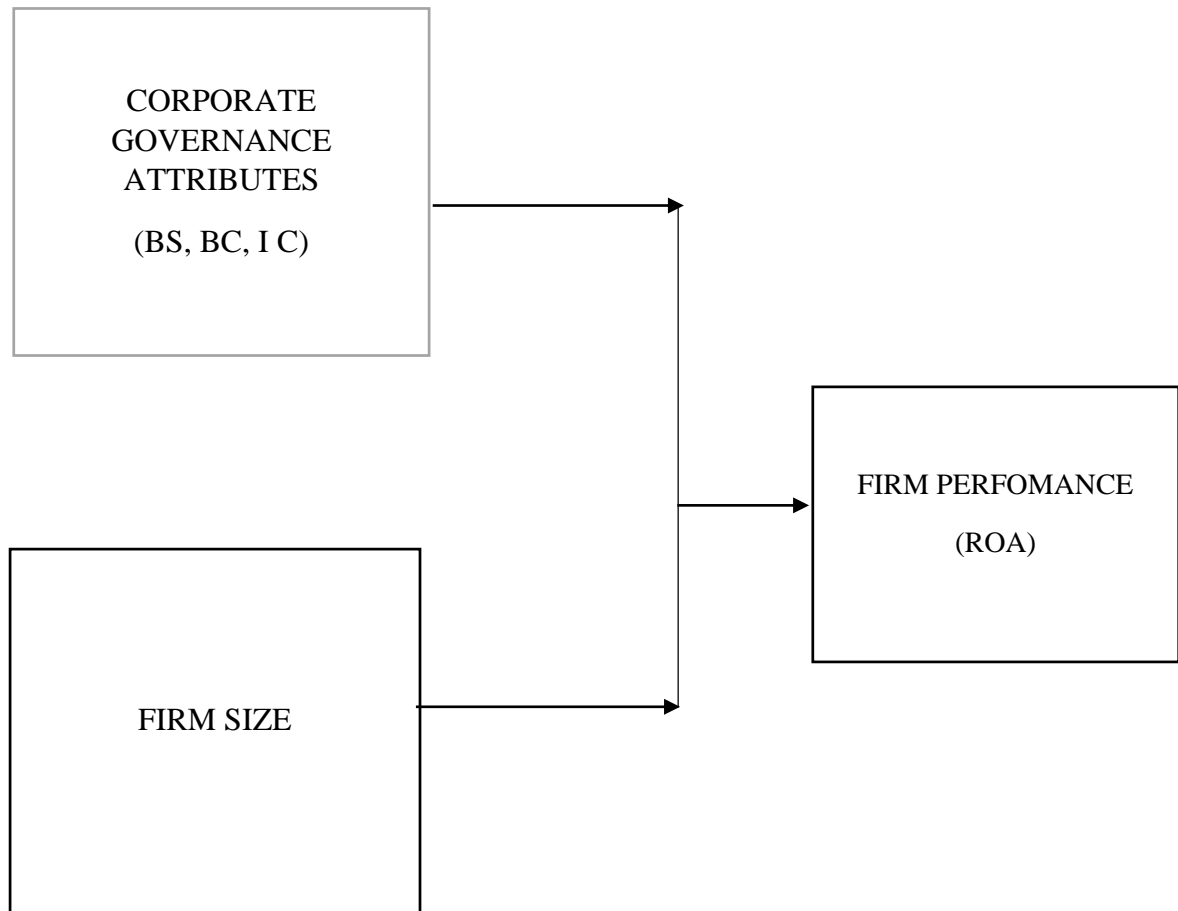 CORPORATE
GOVERNANCE
ATTRIBUTES
(BS, BC, I C)
FIRM PERFOMANCE
(ROA)
FIRM SIZE